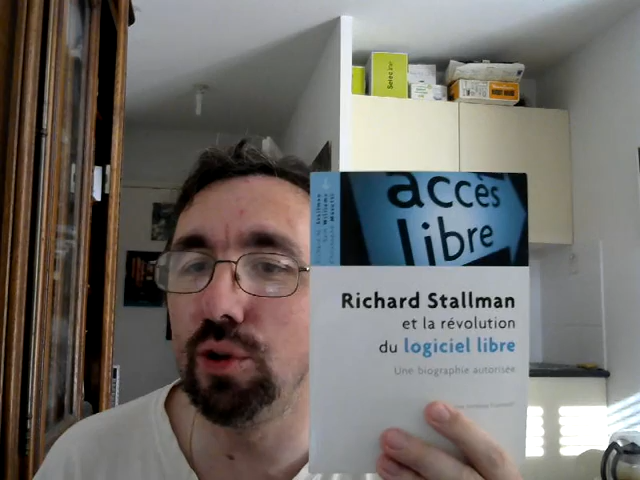 accès
libre
Richard Stallman
et la révolution
du logiciel libre
Une biographie autorisée